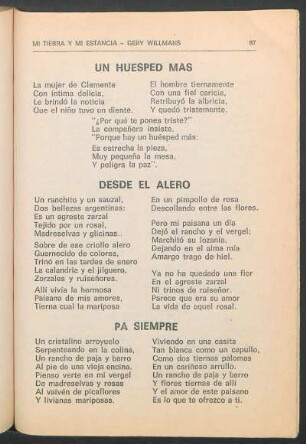 MI TIERRA Y MI ESTANCIA – GEBY WILLMANS 87
UN HUESPED MAS
La mujer de Clemente
Con íntima delicia,
Le brindó la noticia
Que el niño tuvo un diente.
El hombre tiernamente
Con una fiel caricia,
Retribuyó la albricia,
Y quedó tristemente.
"¿Por qué te pones triste?"
La compañera insiste.
"Porque hay un huésped más:
Es estrecha la pieza,
Muy pequeña la mesa,
Y peligra la paz".
DESDE EL ALERO
Un ranchito y un sauzal,
Dos bellezas argentinas:
Es un agreste zarzal
Tejido por un rosal,
Madreselvas y glicinas..
Sobre de ese criollo alero
Guarnecido de colores,
Trinó en las tardes de enero
La calandria y el jilguero,
Zorzales y ruiseñores.
Allí vivía la hermosa
Paisana de mis amores,
Tierna cual la mariposa
En un pimpollo de rosa
Descollando entre las flores.
Pero mi paisana un día
Dejó el rancho y el vergel;
Marchitó su lozanía,
Dejando en el alma mía
Amargo trago de hiel.
Ya no ha quedado una flor
En el agreste zarzal
Ni trinos de ruiseñor.
Parece que era su amor
La vida de aquel rosal.
PA SIEMPRE
Un cristalino arroyuelo
Serpenteando en la colina,
Un rancho de paja y barro
Al pie de una vieja encina.
Pienso verte en mi vergel
De madreselvas y rosas
Al vaivén de picaflores
Y livianas mariposas.
Viviendo en una casita
Tan blanca como un capullo,
Como dos tiernas palomas
En un cariñoso arrullo.
Un rancho de paja y barro
Y flores tiernas de allí
Y el amor de este paisano
Es lo que te ofrezco a ti.